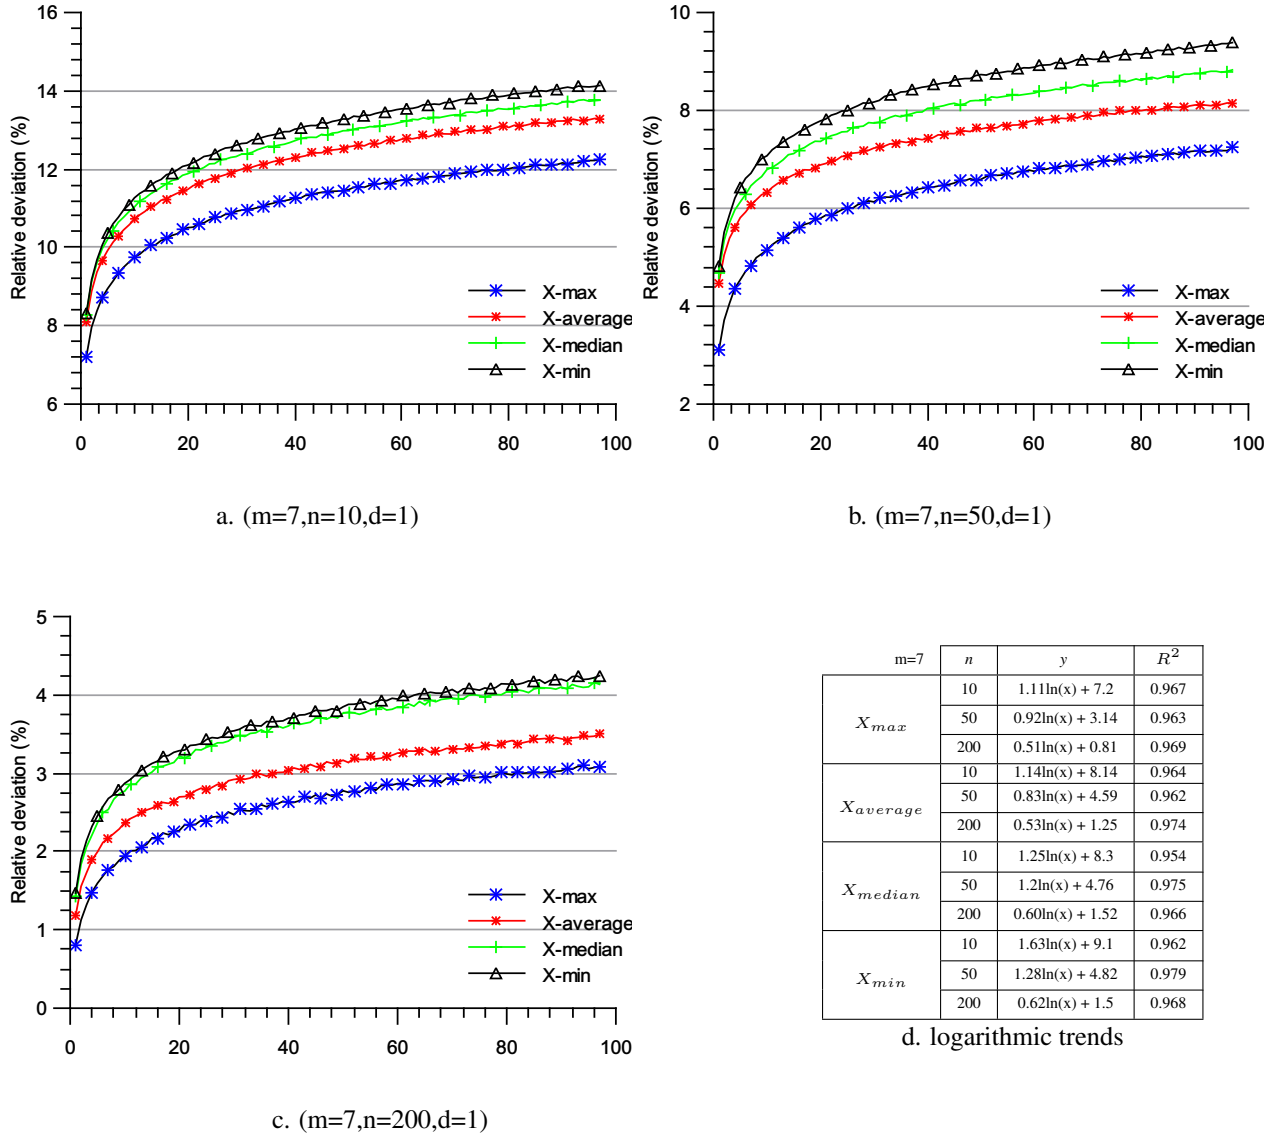 16
14
12
10
8
6
Relative deviation (%)
X-max
X-average
X-median
X-min
0 20 40 60 80 100
a. (m=7,n=10,d=1)
10
8
6
4
2
Relative deviation (%)
X-max
X-average
X-median
X-min
0 20 40 60 80 100
b. (m=7,n=50,d=1)
5
4
3
2
1
0
Relative deviation (%)
X-max
X-average
X-median
X-min
0 20 40 60 80 100
c. (m=7,n=200,d=1)
m=7 n y R²
X_max 10 1.11ln(x) + 7.2 0.967
50 0.92ln(x) + 3.14 0.963
200 0.51ln(x) + 0.81 0.969
X_average 10 1.14ln(x) + 8.14 0.964
50 0.83ln(x) + 4.59 0.962
200 0.53ln(x) + 1.25 0.974
X_median 10 1.25ln(x) + 8.3 0.954
50 1.2ln(x) + 4.76 0.975
200 0.60ln(x) + 1.52 0.966
X_min 10 1.63ln(x) + 9.1 0.962
50 1.28ln(x) + 4.82 0.979
200 0.62ln(x) + 1.5 0.968
d. logarithmic trends